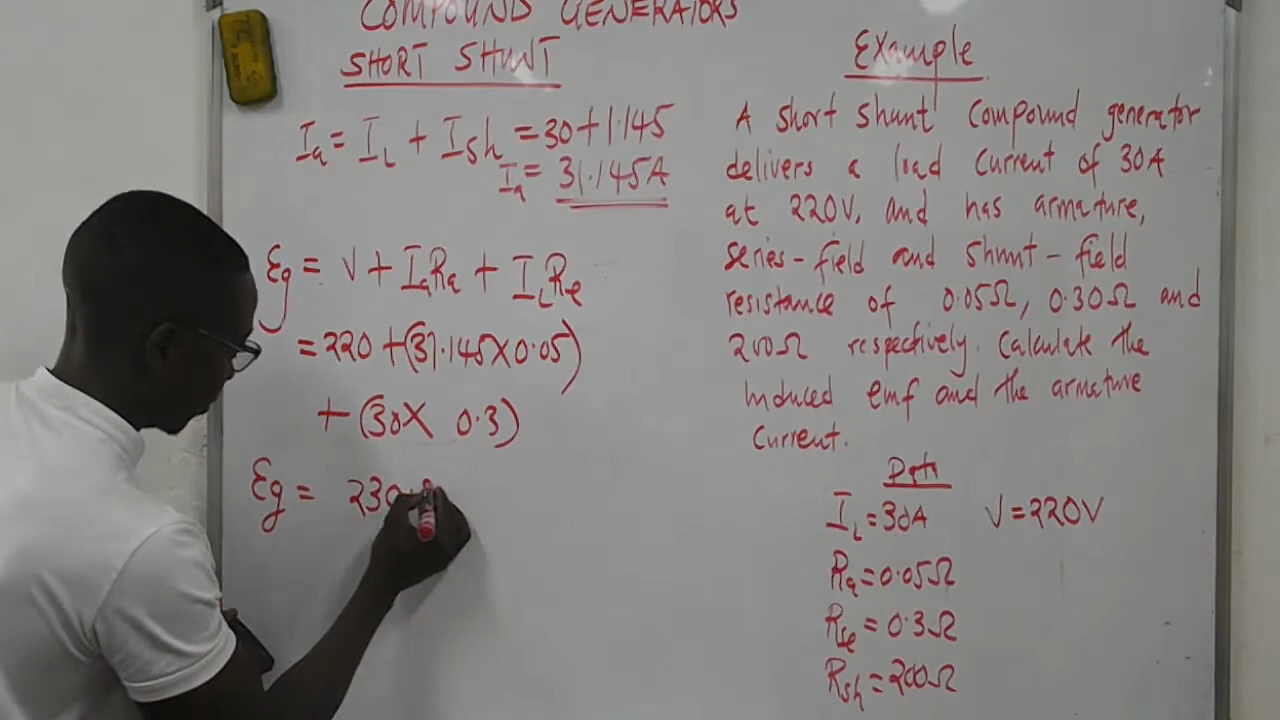 COMPOUND GENERATORS
SHORT SHUNT
Ia = IL + Ish = 30+1.145
Ia = 31.145A
Eg = V + IaRa + ILRse
= 220 + (31.145 X 0.05)
+ (30 X 0.3)
Eg = 230.
Example
A short shunt compound generator
delivers a load current of 30A
at 220V, and has armature,
series-field and shunt-field
resistance of 0.05Ω, 0.30Ω and
200Ω respectively. Calculate the
Induced emf and the armature
current.
Data
IL = 30A V = 220V
Ra = 0.05Ω
Rse = 0.3Ω
Rsh = 200Ω